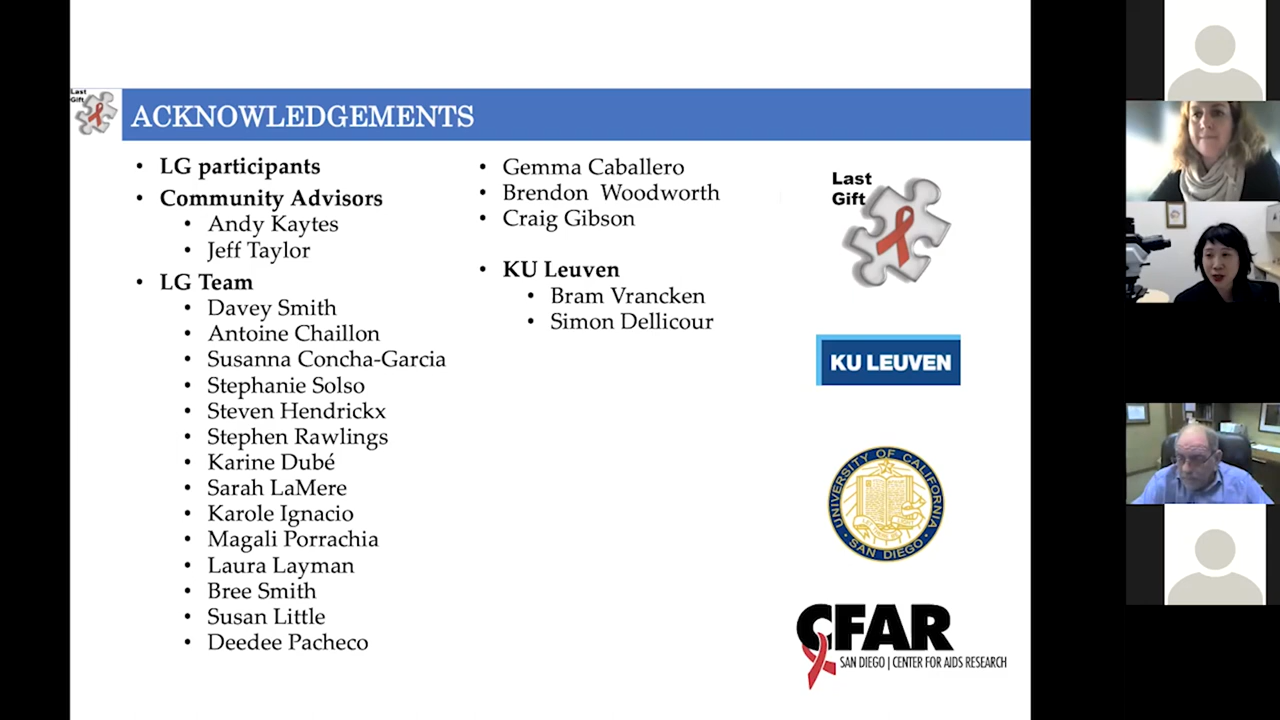 Last
Gift
ACKNOWLEDGEMENTS
• LG participants
• Community Advisors
• Andy Kaytes
• Jeff Taylor
• LG Team
• Davey Smith
• Antoine Chaillon
• Susanna Concha-Garcia
• Stephanie Solso
• Steven Hendrickx
• Stephen Rawlings
• Karine Dubé
• Sarah LaMere
• Karole Ignacio
• Magali Porrachia
• Laura Layman
• Bree Smith
• Susan Little
• Deedee Pacheco
• Gemma Caballero
• Brendon Woodworth
• Craig Gibson
• KU Leuven
• Bram Vrancken
• Simon Dellicour
Last
Gift
KU LEUVEN
UNIVERSITY OF CALIFORNIA
· SAN DIEGO ·
CFAR
SAN DIEGO | CENTER FOR AIDS RESEARCH